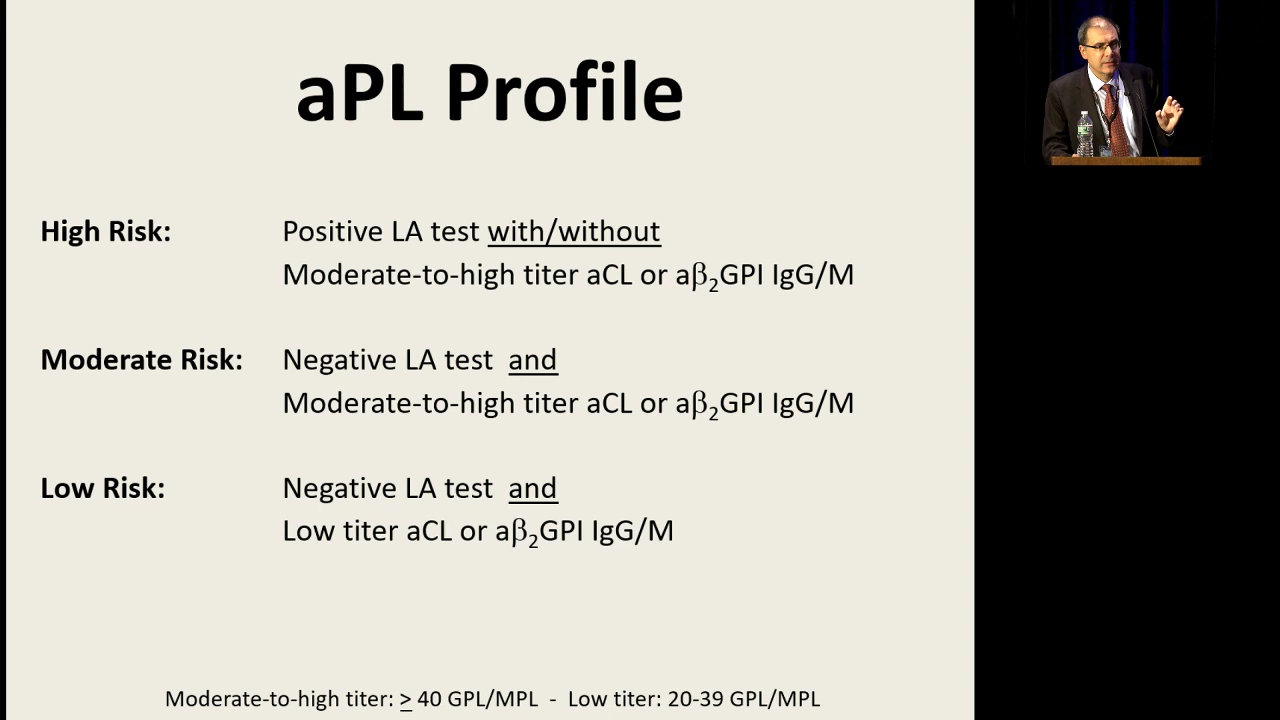 aPL Profile
High Risk: Positive LA test with/without
Moderate-to-high titer aCL or aβ₂GPI IgG/M
Moderate Risk: Negative LA test and
Moderate-to-high titer aCL or aβ₂GPI IgG/M
Low Risk: Negative LA test and
Low titer aCL or aβ₂GPI IgG/M
Moderate-to-high titer: ≥ 40 GPL/MPL - Low titer: 20-39 GPL/MPL